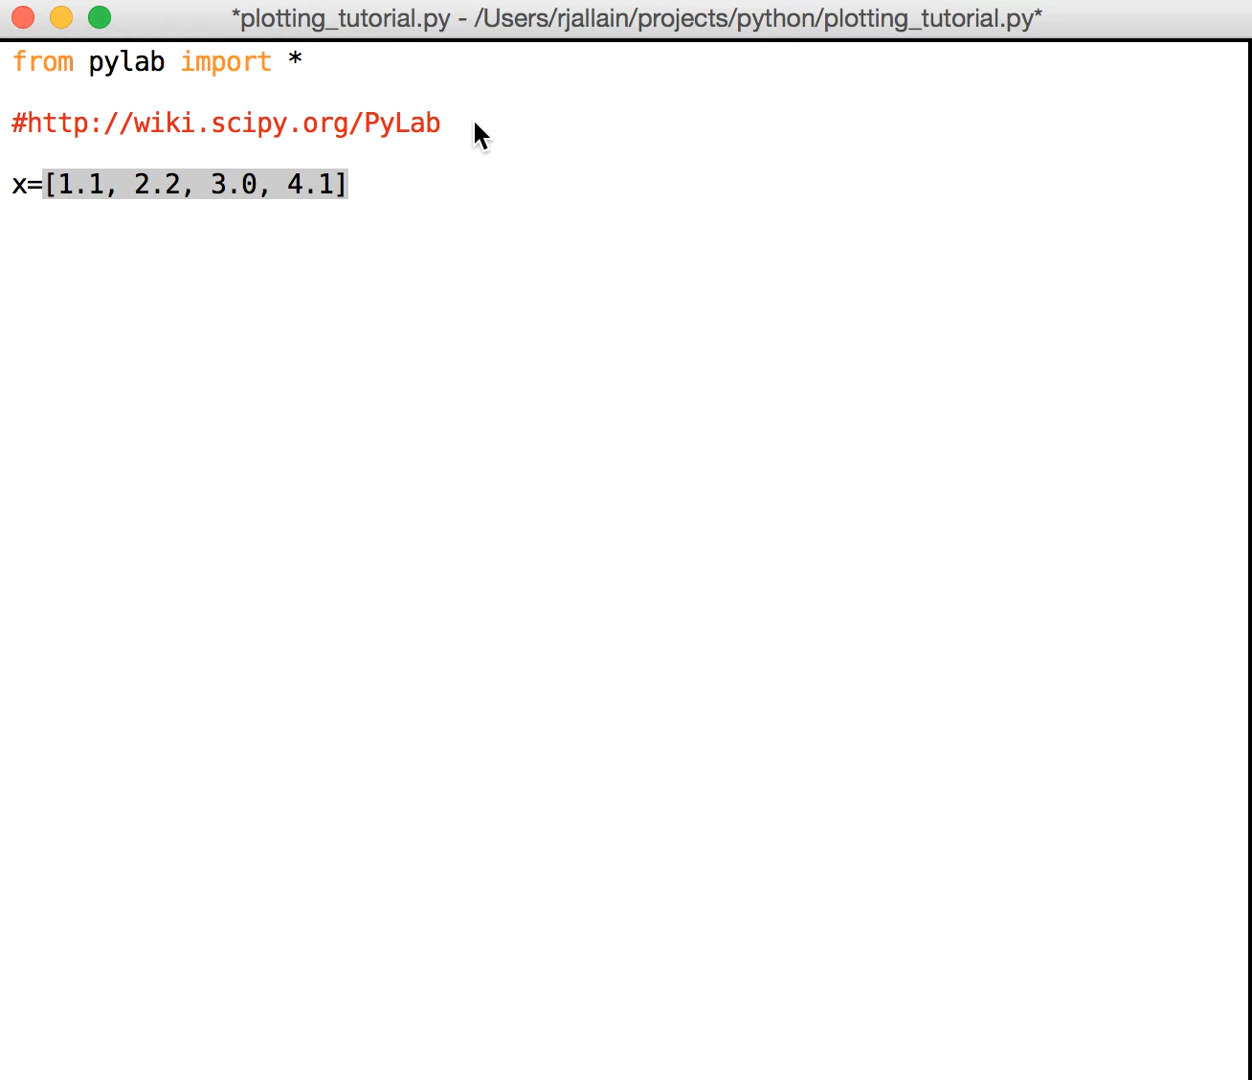 *plotting_tutorial.py - /Users/rjallain/projects/python/plotting_tutorial.py*
from pylab import *
#http://wiki.scipy.org/PyLab
x=[1.1, 2.2, 3.0, 4.1]